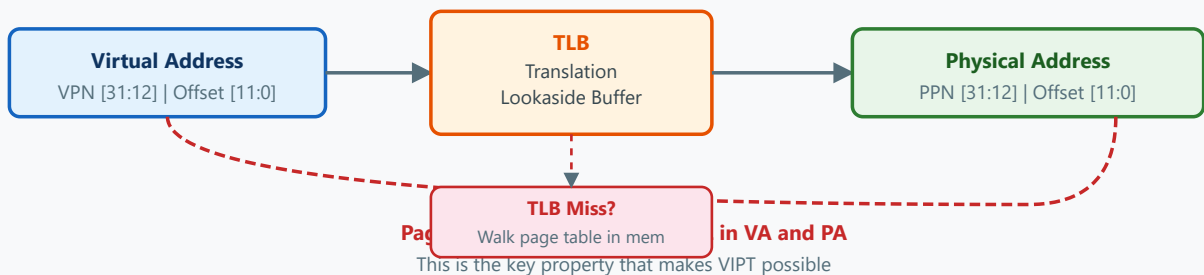 Virtual Address
VPN [31:12] | Offset [11:0]
TLB
Translation
Lookaside Buffer
Physical Address
PPN [31:12] | Offset [11:0]
TLB Miss?
Walk page table in mem
in VA and PA
This is the key property that makes VIPT possible